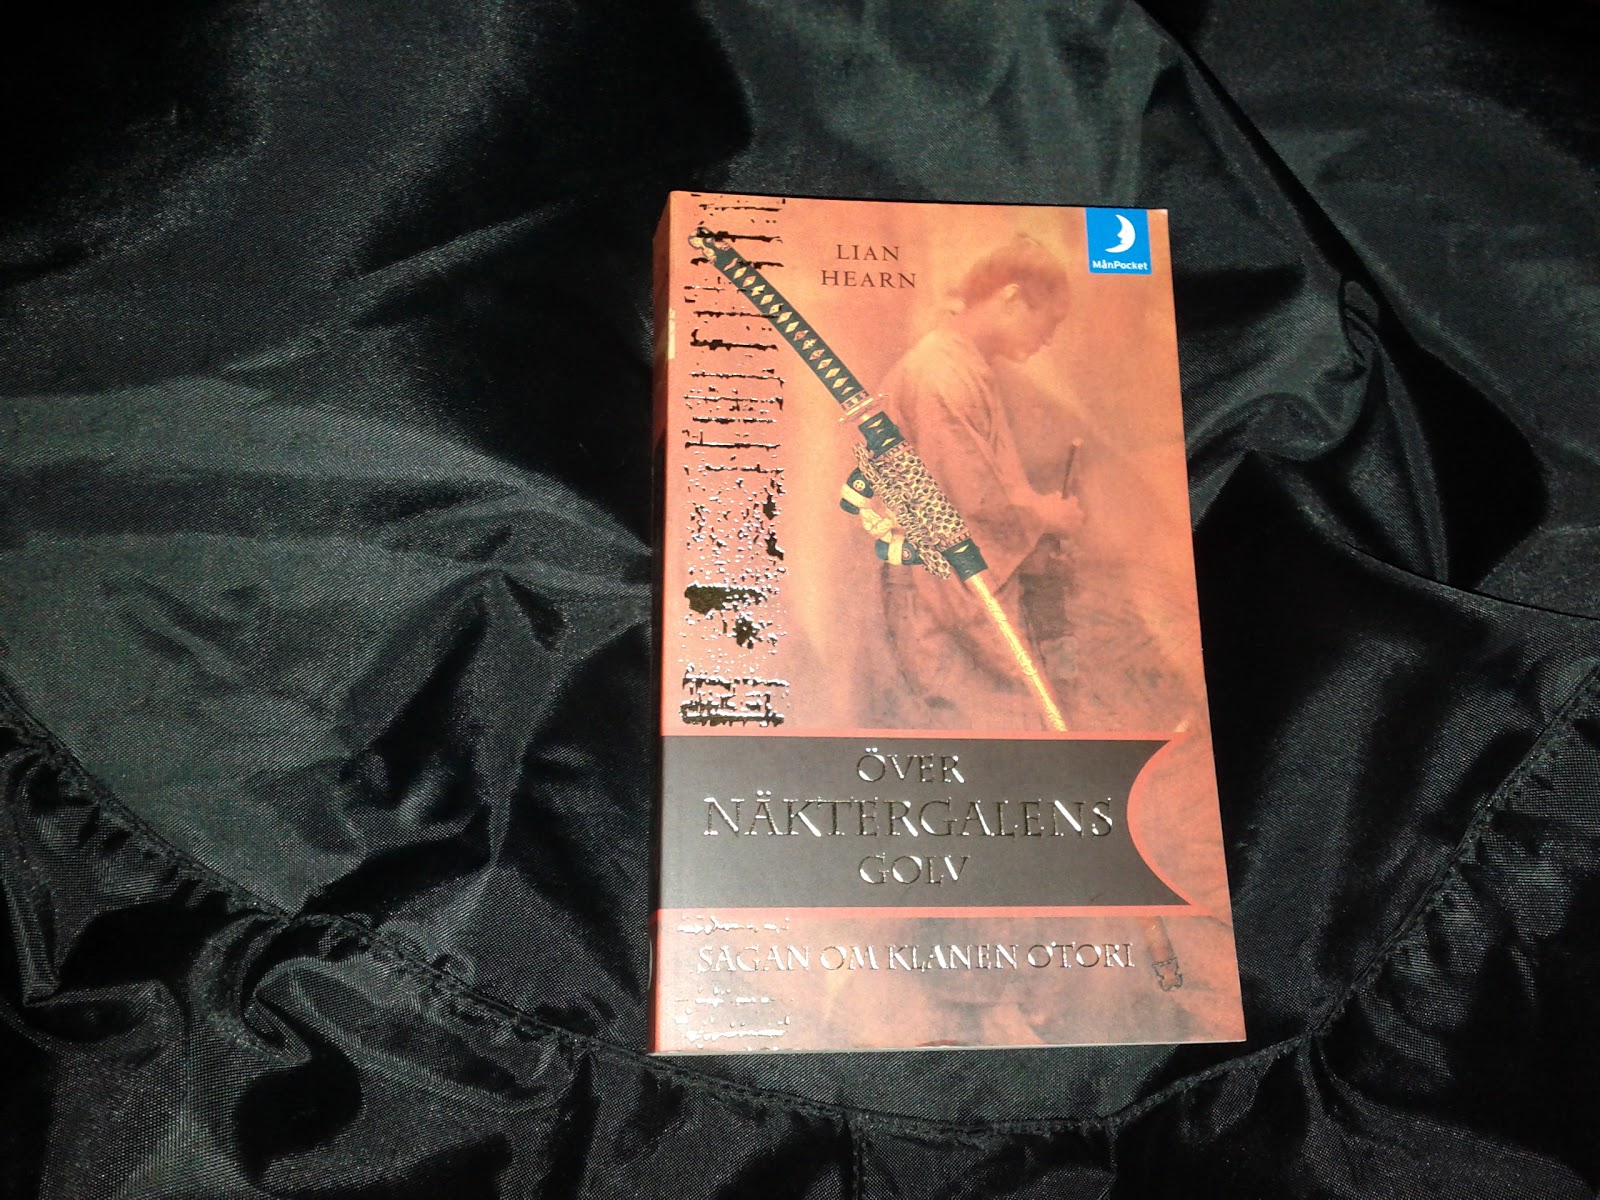 LIAN
HEARN
MånPocket
ÖVER
NÄKTERGALENS
GOLV
SAGAN OM KLANEN OTORI